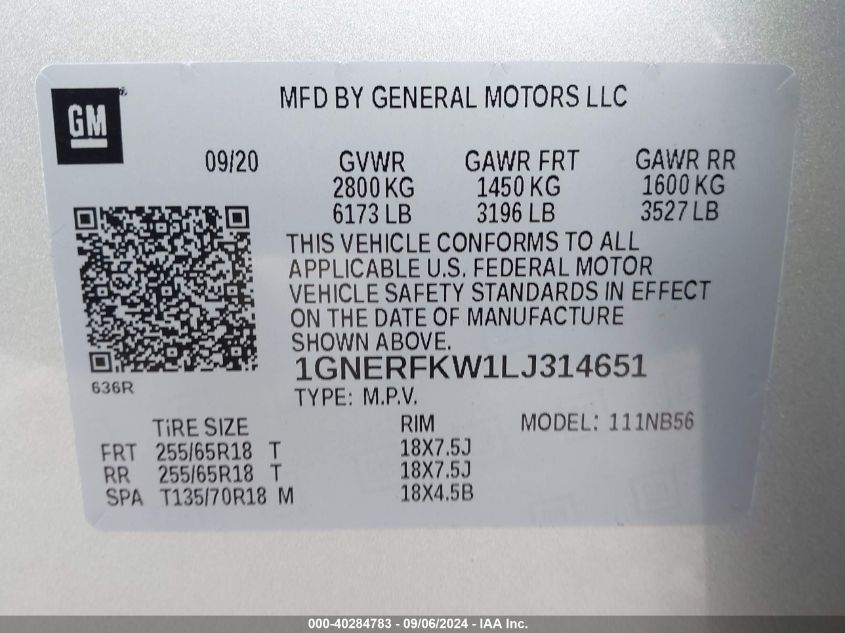 GM
MFD BY GENERAL MOTORS LLC
09/20 GVWR GAWR FRT GAWR RR
2800 KG 1450 KG 1600 KG
6173 LB 3196 LB 3527 LB
THIS VEHICLE CONFORMS TO ALL
APPLICABLE U.S. FEDERAL MOTOR
VEHICLE SAFETY STANDARDS IN EFFECT
ON THE DATE OF MANUFACTURE
SHOWN ABOVE.
1GNERFKW1LJ314651
636R
TYPE: M.P.V.
TIRE SIZE RIM MODEL: 111NB56
FRT 255/65R18 T 18X7.5J
RR 255/65R18 T 18X7.5J
SPA T135/70R18 M 18X4.5B
000-40284783 - 09/06/2024 - IAA Inc.